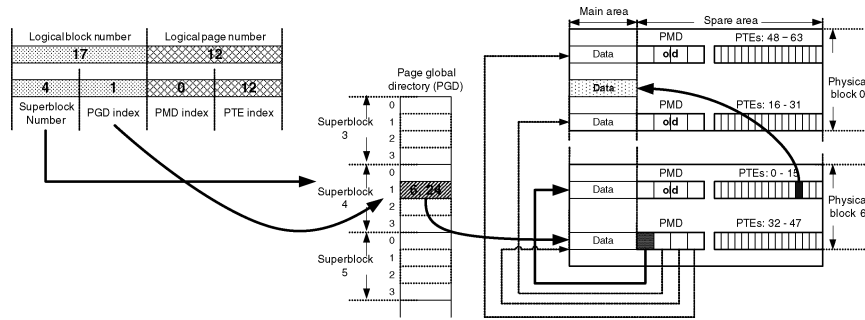 Logical block number Logical page number
17 12
4 1 0 12
Superblock Number PGD index PMD index PTE index
Page global directory (PGD)
Superblock 3
0
1
2
3
Superblock 4
0
1 6 24
2
3
Superblock 5
0
1
2
3
Main area Spare area
PMD PTEs: 48 – 63
Data old
Data
PMD PTEs: 16 - 31
Data old
Physical block 0
PMD PTEs: 0 - 15
Data old
PMD PTEs: 32 - 47
Data
Physical block 6